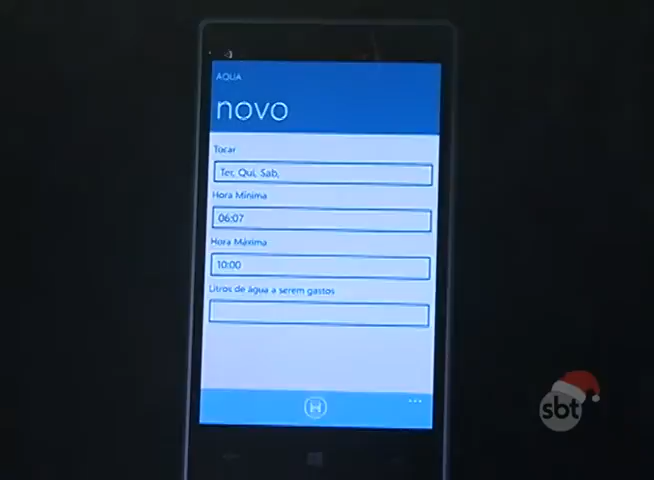 AQUA
novo
Tocar
Ter, Qui, Sab,
Hora Mínima
06:07
Hora Máxima
10:00
Litros de água a serem gastos
sbt